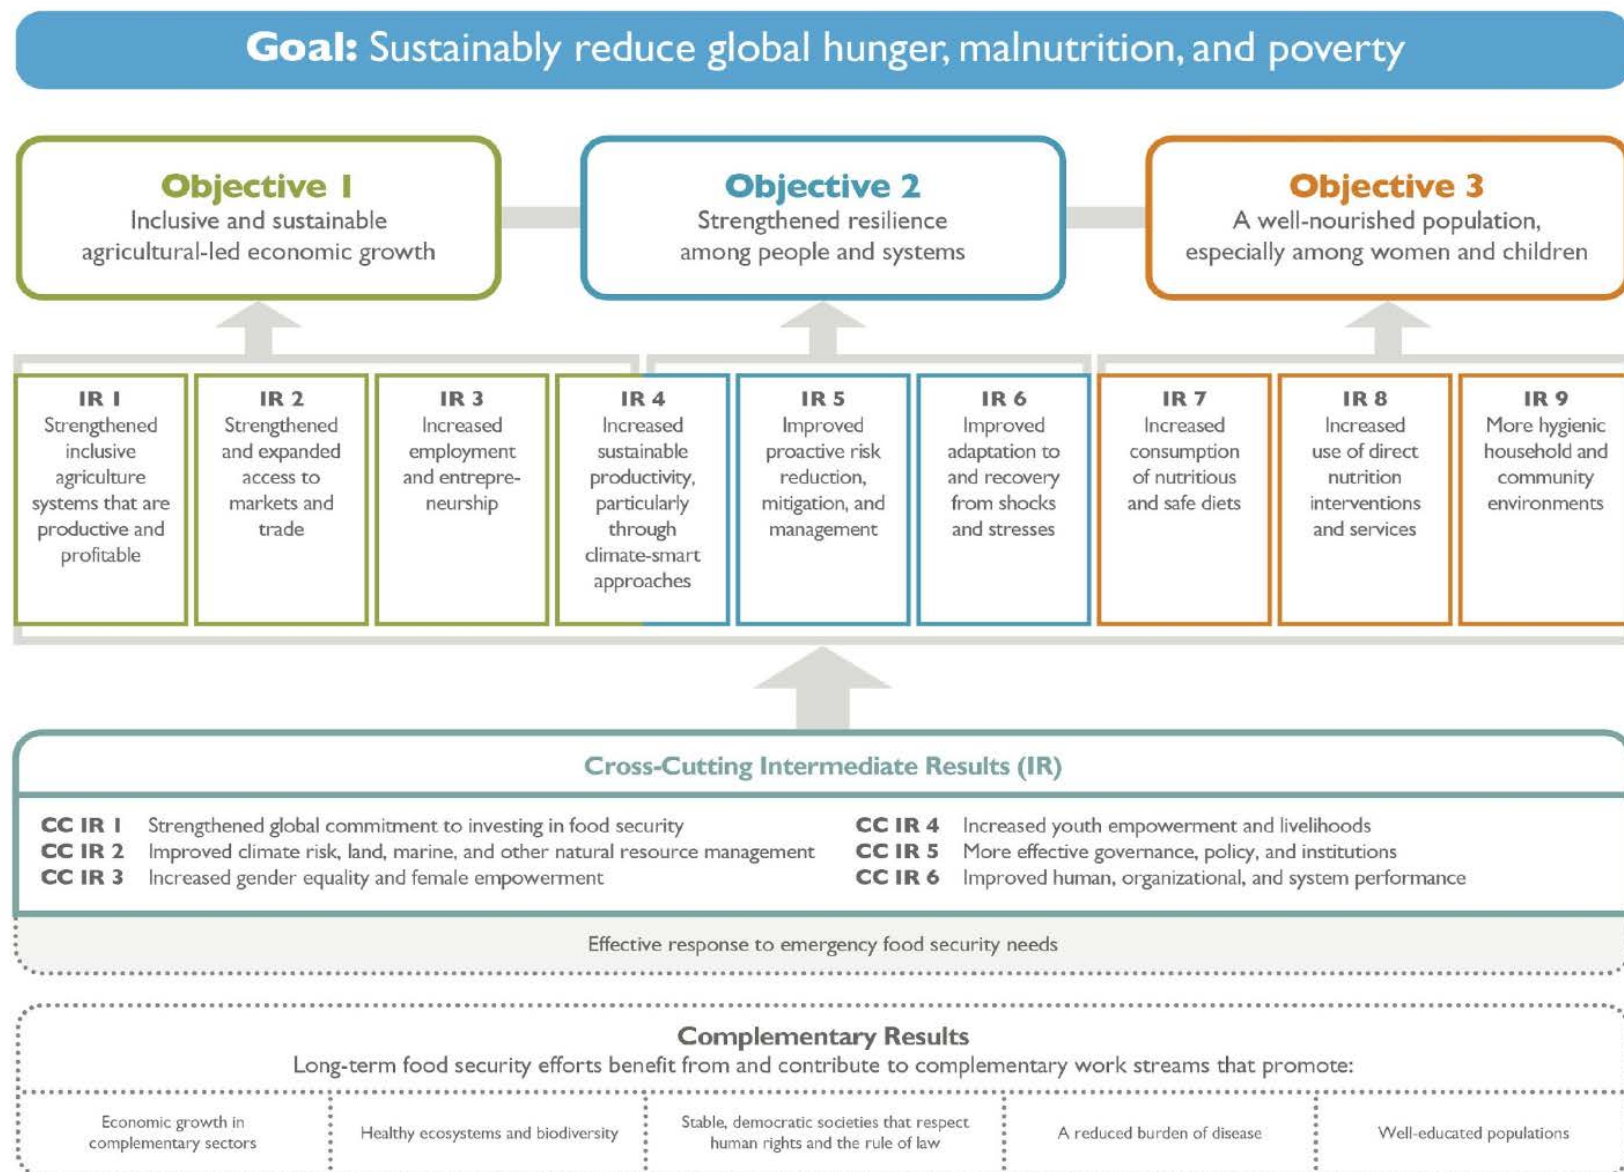 Goal: Sustainably reduce global hunger, malnutrition, and poverty
Objective 1
Inclusive and sustainable
agricultural-led economic growth
Objective 2
Strengthened resilience
among people and systems
Objective 3
A well-nourished population,
especially among women and children
IR 1
Strengthened
inclusive
agriculture
systems that are
productive and
profitable
IR 2
Strengthened
and expanded
access to
markets and
trade
IR 3
Increased
employment
and entrepre-
neurship
IR 4
Increased
sustainable
productivity,
particularly
through
climate-smart
approaches
IR 5
Improved
proactive risk
reduction,
mitigation, and
management
IR 6
Improved
adaptation to
and recovery
from shocks
and stresses
IR 7
Increased
consumption
of nutritious
and safe diets
IR 8
Increased
use of direct
nutrition
interventions
and services
IR 9
More hygienic
household and
community
environments
Cross-Cutting Intermediate Results (IR)
CC IR 1 Strengthened global commitment to investing in food security
CC IR 2 Improved climate risk, land, marine, and other natural resource management
CC IR 3 Increased gender equality and female empowerment
CC IR 4 Increased youth empowerment and livelihoods
CC IR 5 More effective governance, policy, and institutions
CC IR 6 Improved human, organizational, and system performance
Effective response to emergency food security needs
Complementary Results
Long-term food security efforts benefit from and contribute to complementary work streams that promote:
Economic growth in
complementary sectors
Healthy ecosystems and biodiversity
Stable, democratic societies that respect
human rights and the rule of law
A reduced burden of disease
Well-educated populations